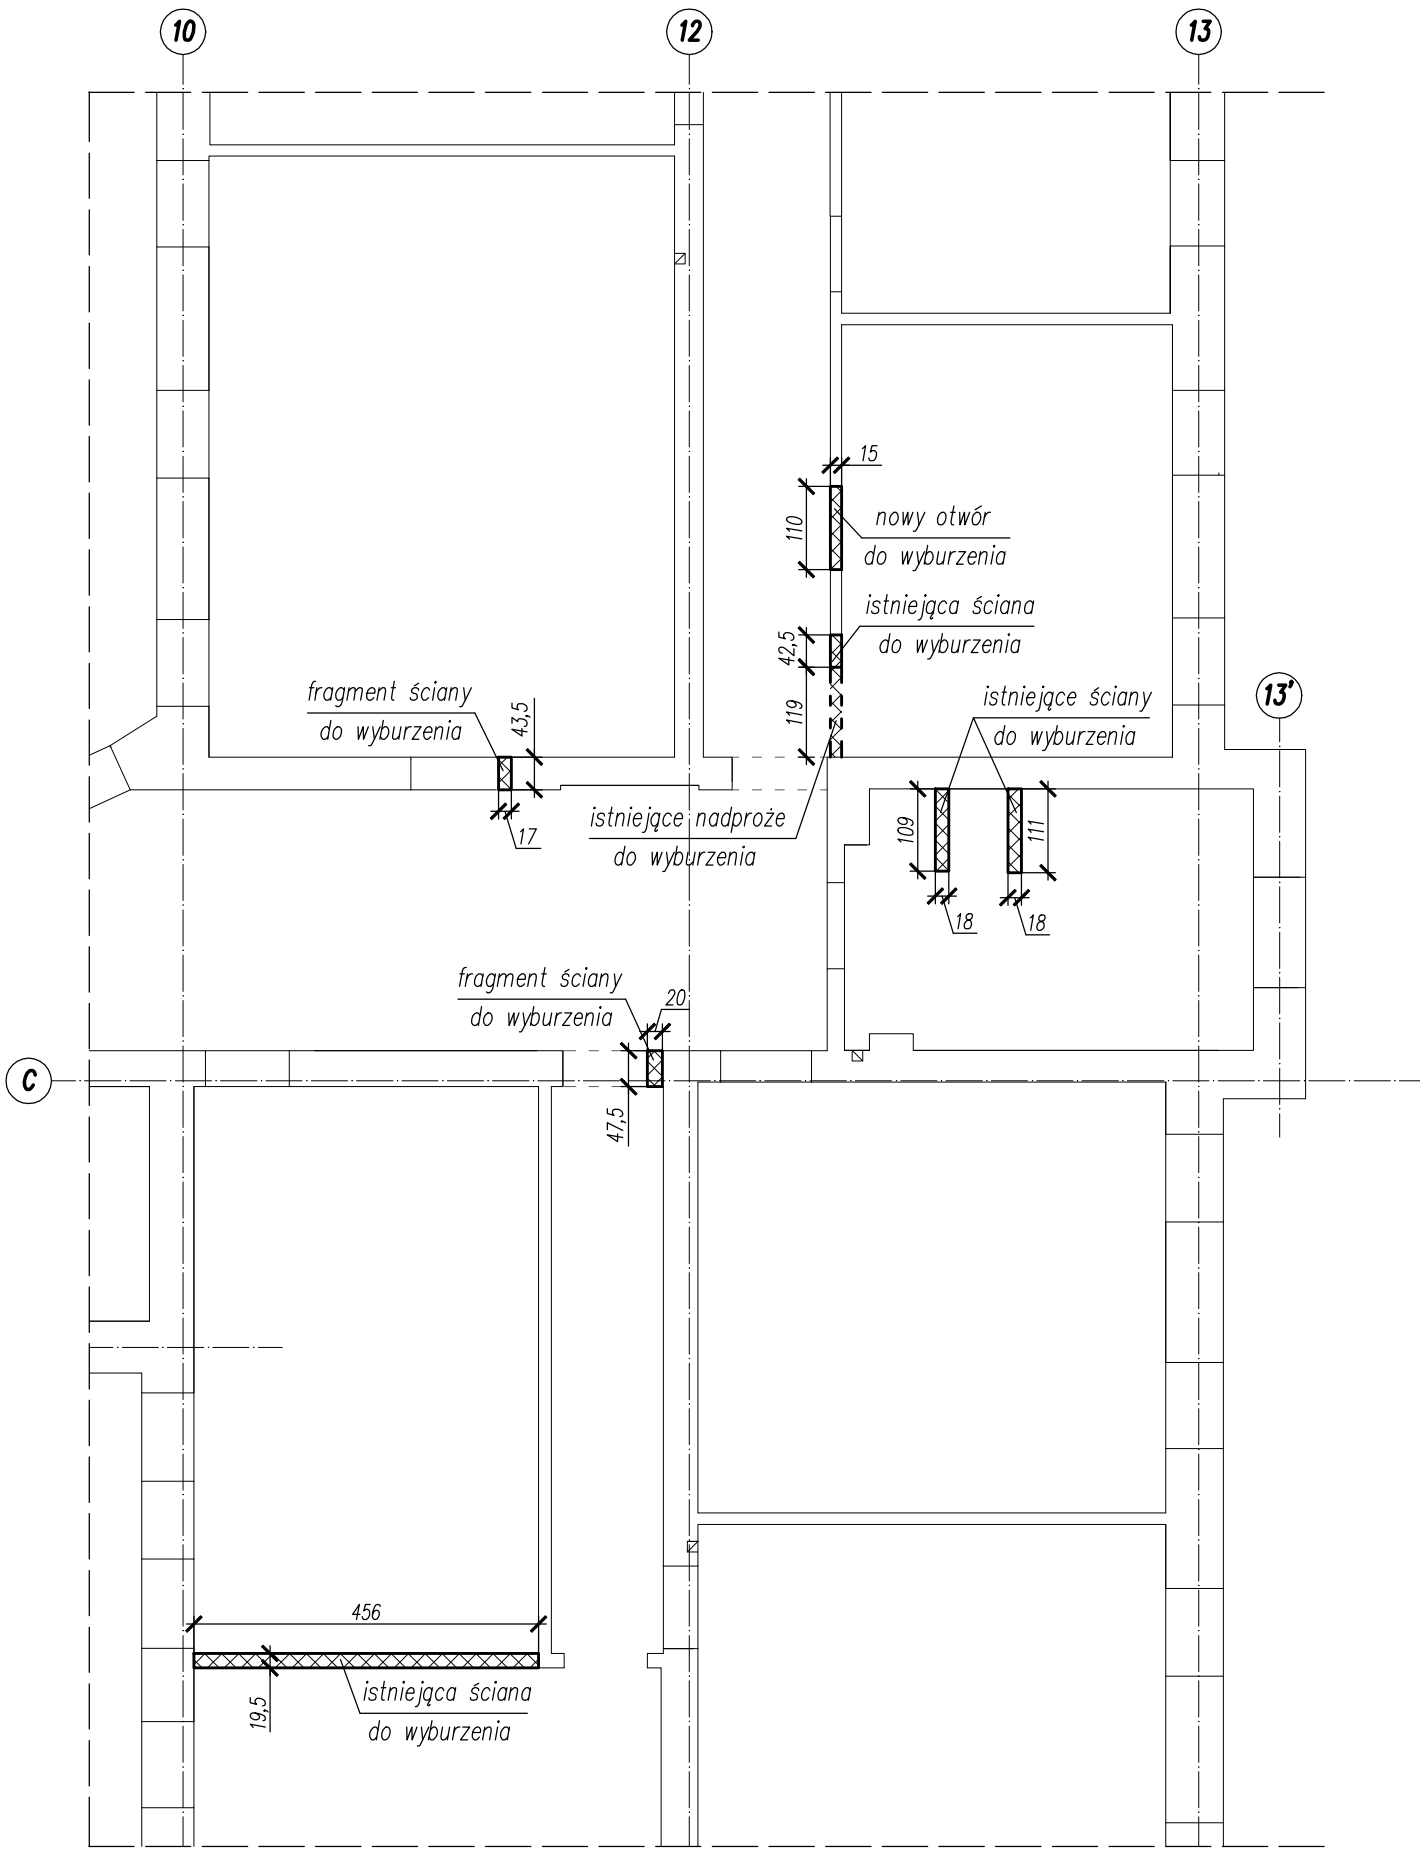 10
12
13
15
110
nowy otwór
do wyburzenia
istniejąca ściana
do wyburzenia
42,5
119
fragment ściany
do wyburzenia
43,5
istniejące ściany
do wyburzenia
13'
17
istniejące nadproże
do wyburzenia
109
111
18
18
fragment ściany
do wyburzenia
20
C
47,5
456
19,5
istniejąca ściana
do wyburzenia